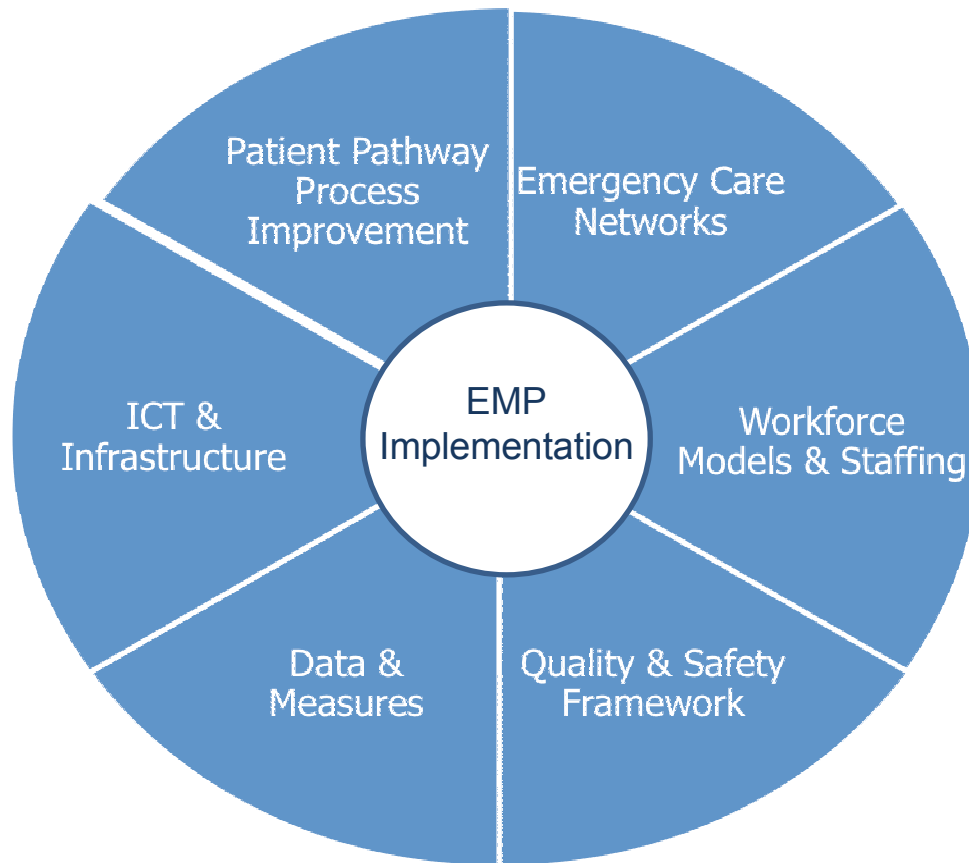 Patient Pathway
Process
Improvement
Emergency Care
Networks
ICT &
Infrastructure
EMP
Implementation
Workforce
Models & Staffing
Data &
Measures
Quality & Safety
Framework